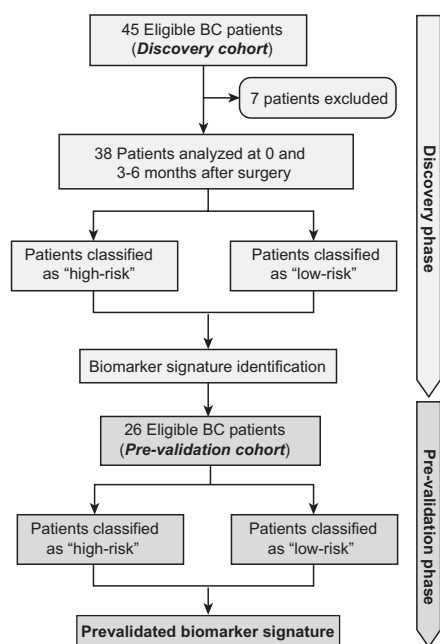 45 Eligible BC patients
(Discovery cohort)
7 patients excluded
38 Patients analyzed at 0 and
3-6 months after surgery
Patients classified
as “high-risk”
Patients classified
as “low-risk”
Biomarker signature identification
Discovery phase
26 Eligible BC patients
(Pre-validation cohort)
Patients classified
as “high-risk”
Patients classified
as “low-risk”
Prevalidated biomarker signature
Pre-validation phase